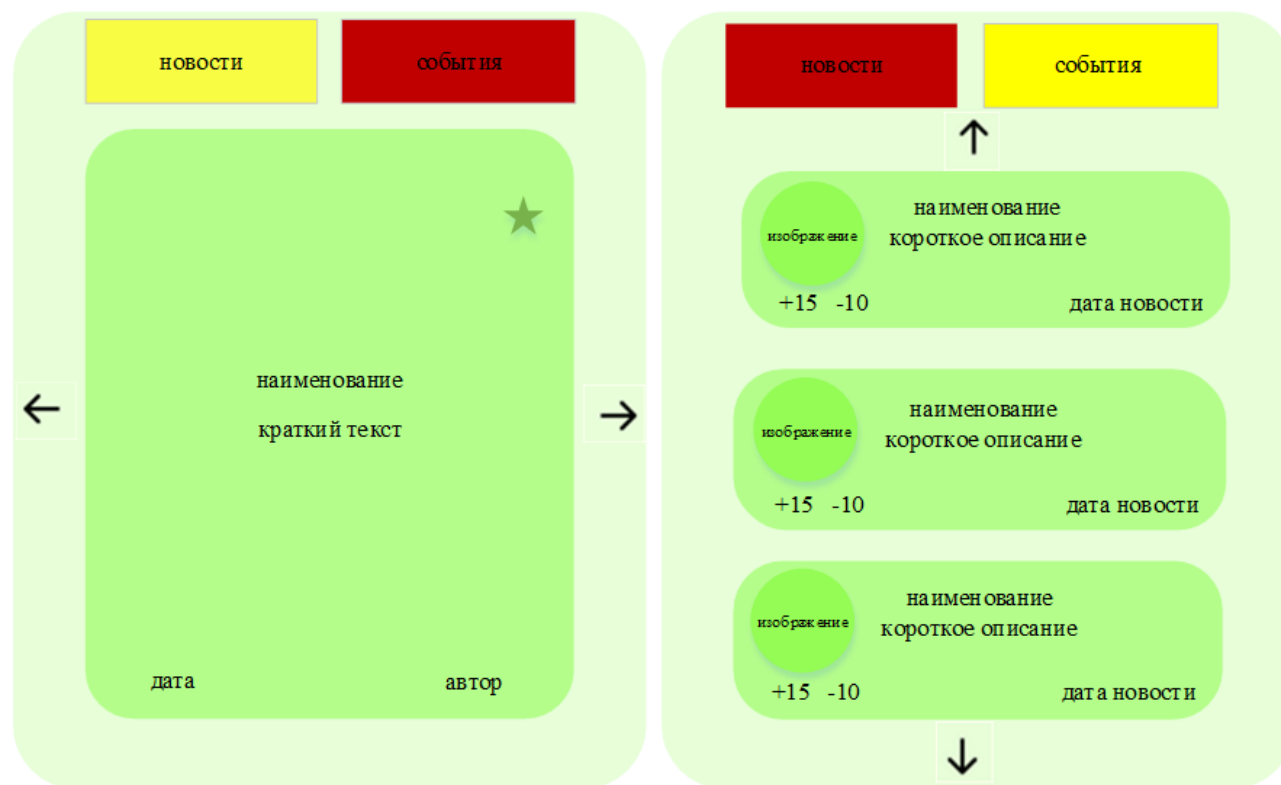 новости
события
наименование
краткий текст
дата
автор
новости
события
наименование
изображение
короткое описание
+15 -10
дата новости
наименование
изображение
короткое описание
+15 -10
дата новости
наименование
изображение
короткое описание
+15 -10
дата новости